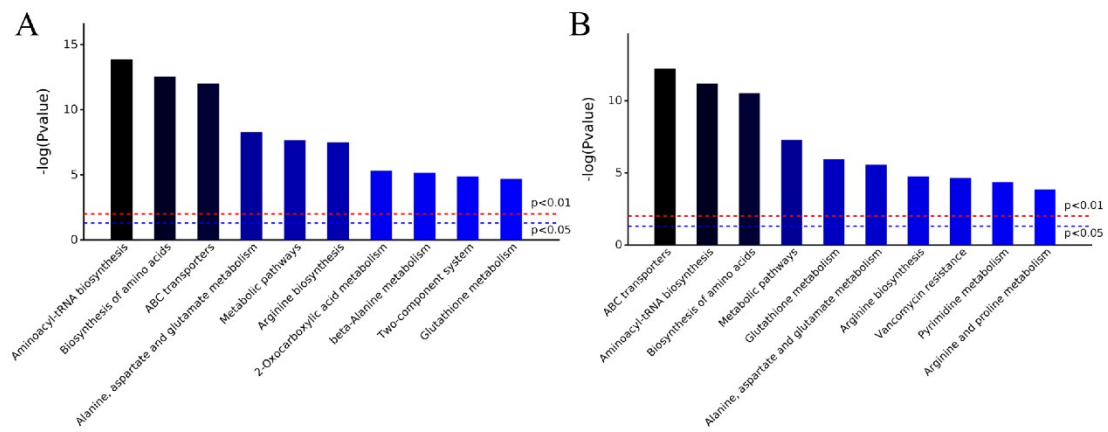 A
-log(Pvalue)
15
10
5
0
p<0.01
p<0.05
Aminoacyl-tRNA biosynthesis
Biosynthesis of amino acids
ABC transporters
Alanine, aspartate and glutamate metabolism
Metabolic pathways
Arginine biosynthesis
2-Oxocarboxylic acid metabolism
beta-Alanine metabolism
Two-component system
Glutathione metabolism
B
-log(Pvalue)
10
5
0
p<0.01
p<0.05
ABC transporters
Aminoacyl-tRNA biosynthesis
Biosynthesis of amino acids
Metabolic pathways
Glutathione metabolism
Alanine, aspartate and glutamate metabolism
Arginine biosynthesis
Vancomycin resistance
Pyrimidine metabolism
Arginine and proline metabolism